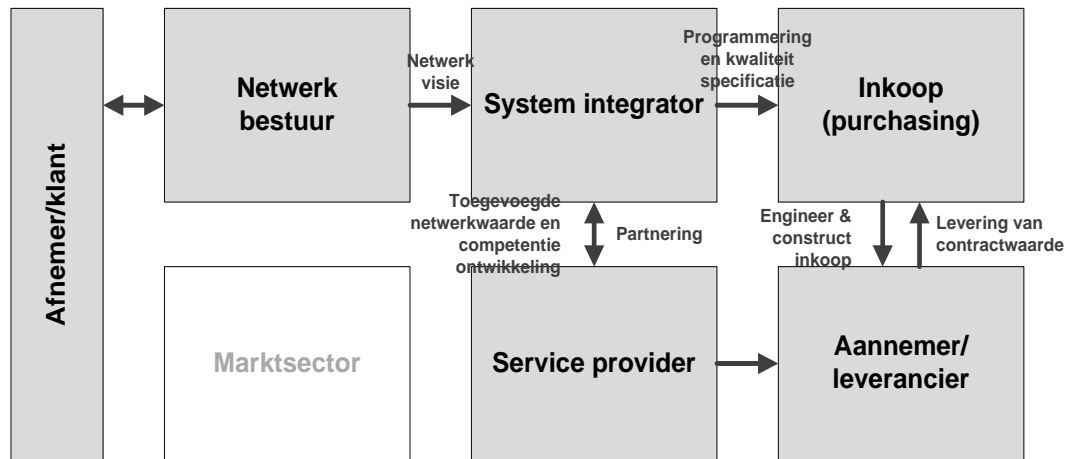 Afnemer/klant
Netwerk
bestuur
Netwerk
visie
System integrator
Programmering
en kwaliteit
specificatie
Inkoop
(purchasing)
Toegevoegde
netwerkwaarde en
competentie
ontwikkeling
Partnering
Engineer &
construct
inkoop
Levering van
contractwaarde
Marktsector
Service provider
Aannemer/
leverancier